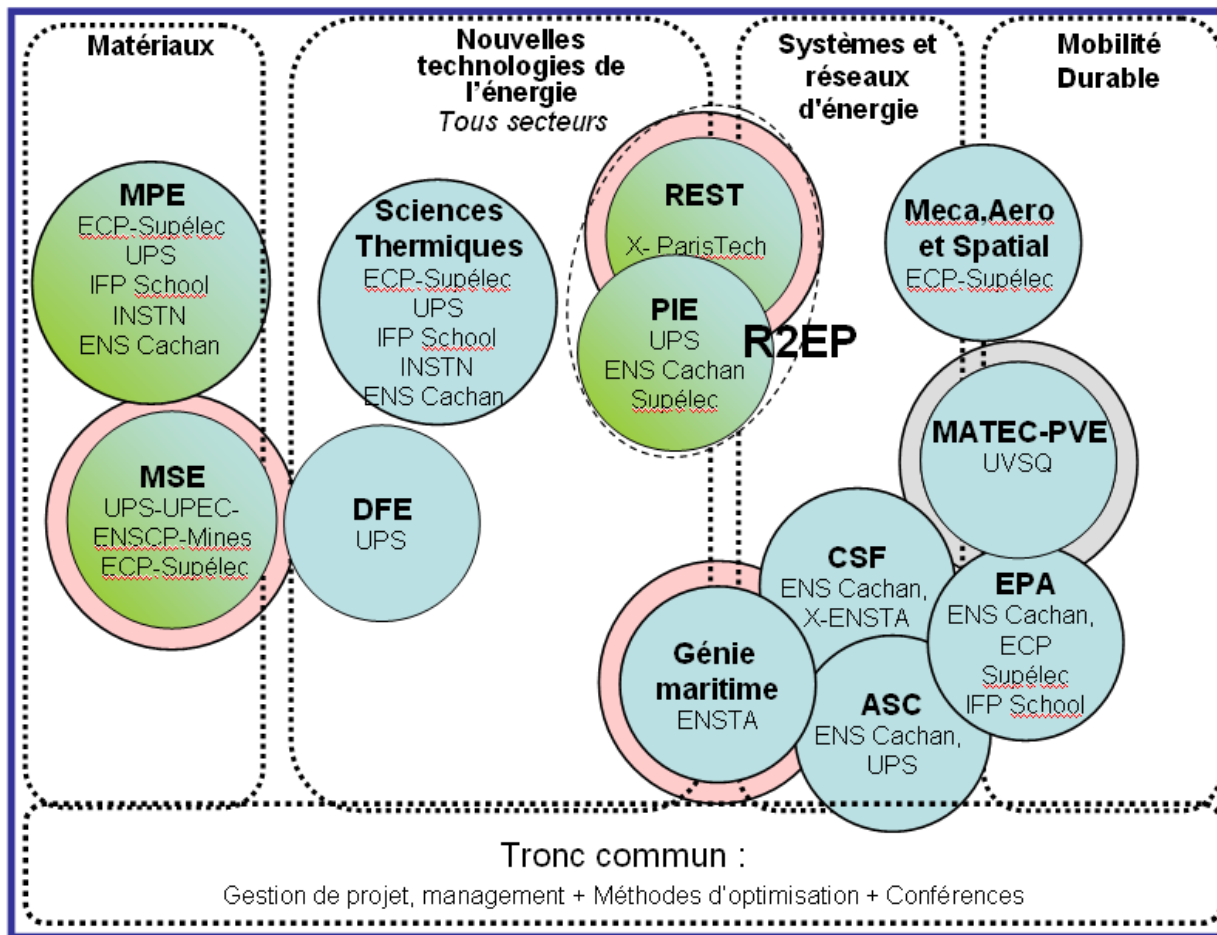 Matériaux
Nouvelles
technologies de
l'énergie
Tous secteurs
Systèmes et
réseaux
d'énergie
Mobilité
Durable
MPE
ECP-Supélec
UPS
IFP School
INSTN
ENS Cachan
Sciences
Thermiques
ECP-Supélec
UPS
IFP School
INSTN
ENS Cachan
REST
X- ParisTech
PIE
UPS
ENS Cachan
Supélec
R2EP
Meca,Aero
et Spatial
ECP-Supélec
MATEC-PVE
UVSQ
MSE
UPS-UPEC-
ENSCP-Mines
ECP-Supélec
DFE
UPS
CSF
ENS Cachan,
X-ENSTA
EPA
ENS Cachan,
ECP
Supélec
IFP School
Génie
maritime
ENSTA
ASC
ENS Cachan,
UPS
Tronc commun :
Gestion de projet, management + Méthodes d'optimisation + Conférences